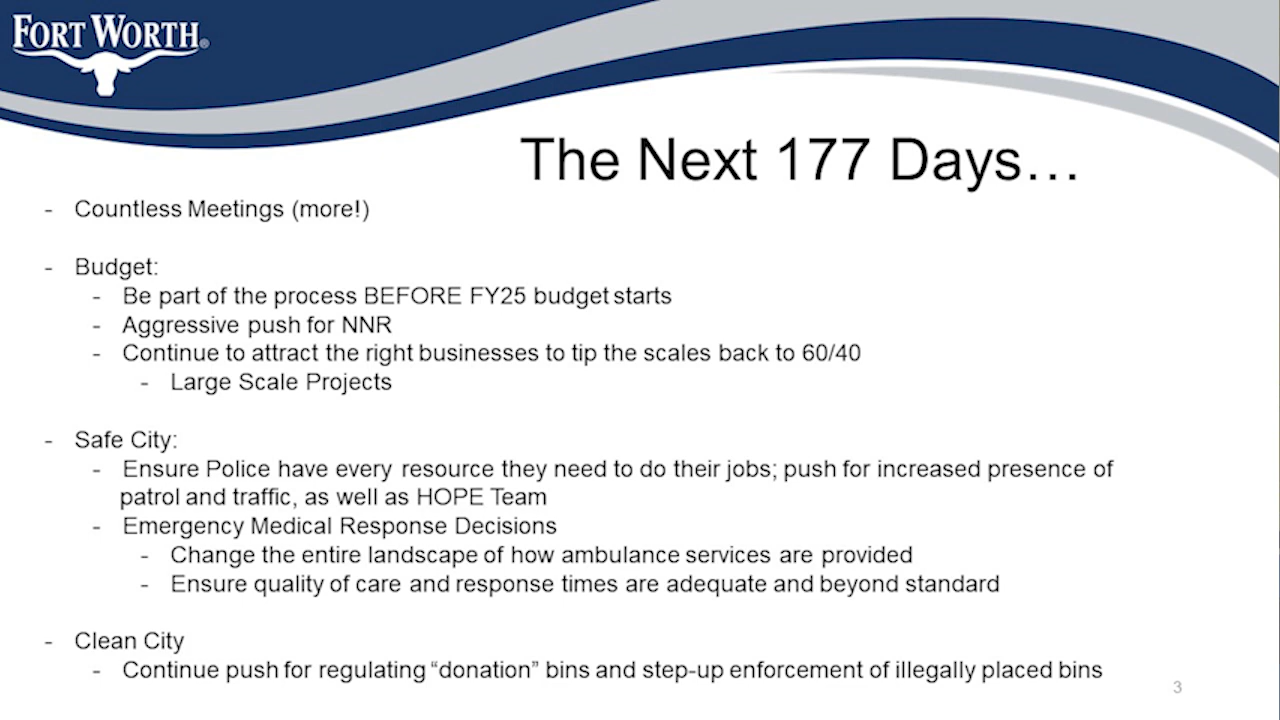 FORT WORTH®
The Next 177 Days…
- Countless Meetings (more!)
- Budget:
- Be part of the process BEFORE FY25 budget starts
- Aggressive push for NNR
- Continue to attract the right businesses to tip the scales back to 60/40
- Large Scale Projects
- Safe City:
- Ensure Police have every resource they need to do their jobs; push for increased presence of
patrol and traffic, as well as HOPE Team
- Emergency Medical Response Decisions
- Change the entire landscape of how ambulance services are provided
- Ensure quality of care and response times are adequate and beyond standard
- Clean City
- Continue push for regulating “donation” bins and step-up enforcement of illegally placed bins
3